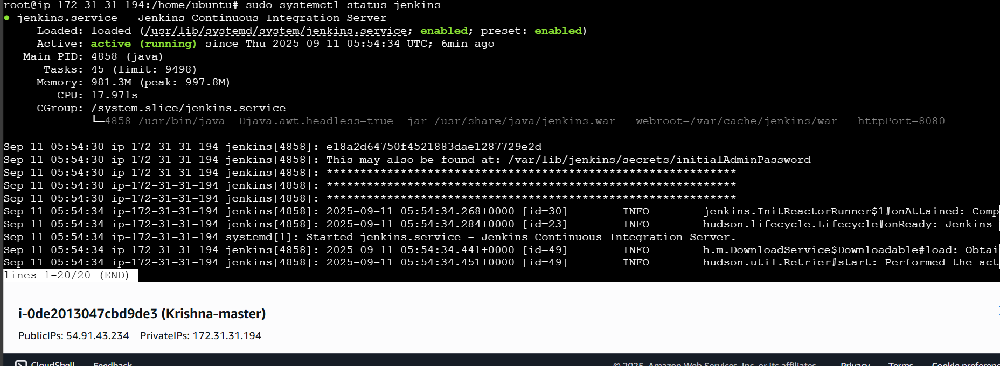 root@ip-172-31-31-194:/home/ubuntu# sudo systemctl status jenkins
● jenkins.service - Jenkins Continuous Integration Server
Loaded: loaded (/usr/lib/systemd/system/jenkins.service; enabled; preset: enabled)
Active: active (running) since Thu 2025-09-11 05:54:34 UTC; 6min ago
Main PID: 4858 (java)
Tasks: 45 (limit: 9498)
Memory: 981.3M (peak: 997.8M)
CPU: 17.971s
CGroup: /system.slice/jenkins.service
└─4858 /usr/bin/java -Djava.awt.headless=true -jar /usr/share/java/jenkins.war --webroot=/var/cache/jenkins/war --httpPort=8080
Sep 11 05:54:30 ip-172-31-31-194 jenkins[4858]: e18a2d64750f4521883dae1287729e2d
Sep 11 05:54:30 ip-172-31-31-194 jenkins[4858]: This may also be found at: /var/lib/jenkins/secrets/initialAdminPassword
Sep 11 05:54:30 ip-172-31-31-194 jenkins[4858]: *************************************************************
Sep 11 05:54:30 ip-172-31-31-194 jenkins[4858]: *************************************************************
Sep 11 05:54:30 ip-172-31-31-194 jenkins[4858]: *************************************************************
Sep 11 05:54:34 ip-172-31-31-194 jenkins[4858]: 2025-09-11 05:54:34.268+0000 [id=30] INFO jenkins.InitReactorRunner$1#onAttained: Comp
Sep 11 05:54:34 ip-172-31-31-194 jenkins[4858]: 2025-09-11 05:54:34.284+0000 [id=23] INFO hudson.lifecycle.Lifecycle#onReady: Jenkins
Sep 11 05:54:34 ip-172-31-31-194 systemd[1]: Started jenkins.service - Jenkins Continuous Integration Server.
Sep 11 05:54:34 ip-172-31-31-194 jenkins[4858]: 2025-09-11 05:54:34.441+0000 [id=49] INFO h.m.DownloadService$Downloadable#load: Obtai
Sep 11 05:54:34 ip-172-31-31-194 jenkins[4858]: 2025-09-11 05:54:34.451+0000 [id=49] INFO hudson.util.Retrier#start: Performed the act
lines 1-20/20 (END)
i-0de2013047cbd9de3 (Krishna-master)
PublicIPs: 54.91.43.234 PrivateIPs: 172.31.31.194
CloudShell Feedback © 2025, Amazon Web Services, Inc. or its affiliates. Privacy Terms Cookie preferen